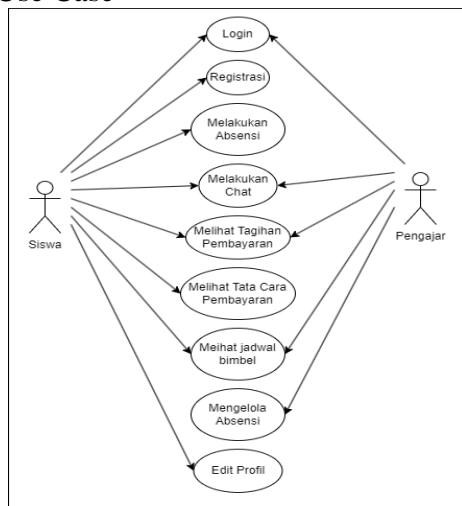 Use Case
Login
Registrasi
Melakukan
Absensi
Melakukan
Chat
Siswa
Pengajar
Melihat Tagihan
Pembayaran
Melihat Tata Cara
Pembayaran
Meihat jadwal
bimbel
Mengelola
Absensi
Edit Profil